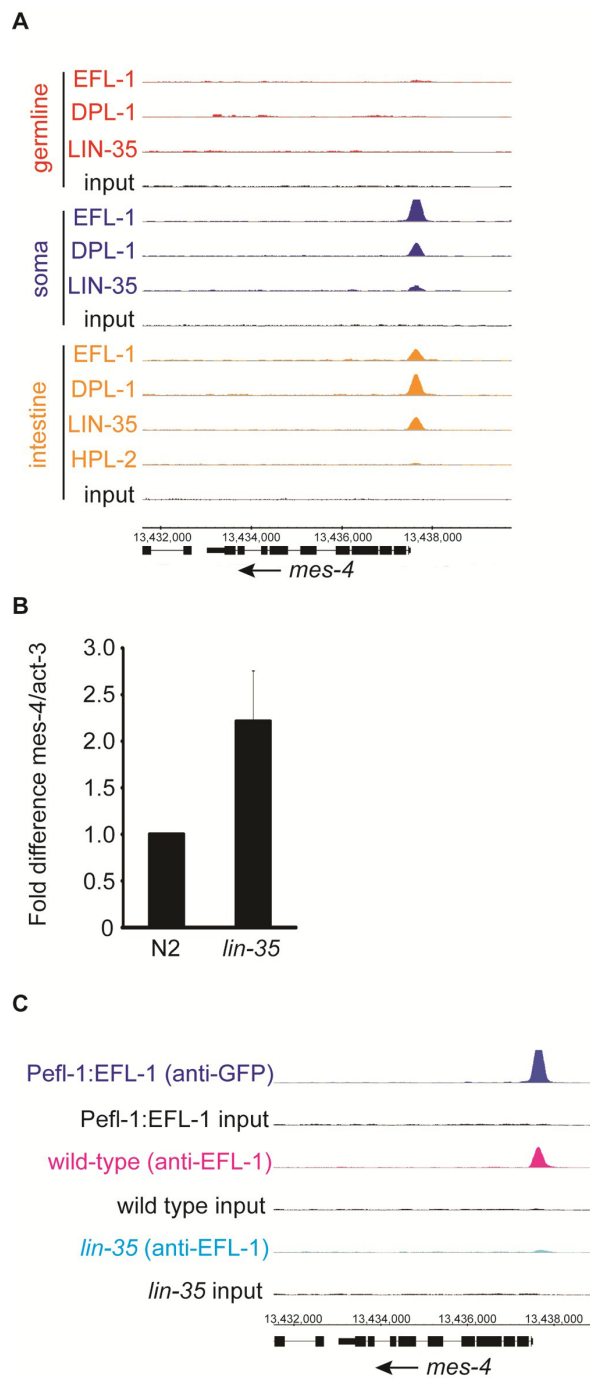 A
germline
EFL-1
DPL-1
LIN-35
input
soma
EFL-1
DPL-1
LIN-35
input
intestine
EFL-1
DPL-1
LIN-35
HPL-2
input
13,432,000 13,434,000 13,436,000 13,438,000
mes-4
B
Fold difference mes-4/act-3
3.0
2.5
2.0
1.5
1.0
0.5
0
N2 lin-35
C
Pefl-1:EFL-1 (anti-GFP)
Pefl-1:EFL-1 input
wild-type (anti-EFL-1)
wild type input
lin-35 (anti-EFL-1)
lin-35 input
13,432,000 13,434,000 13,436,000 13,438,000
mes-4